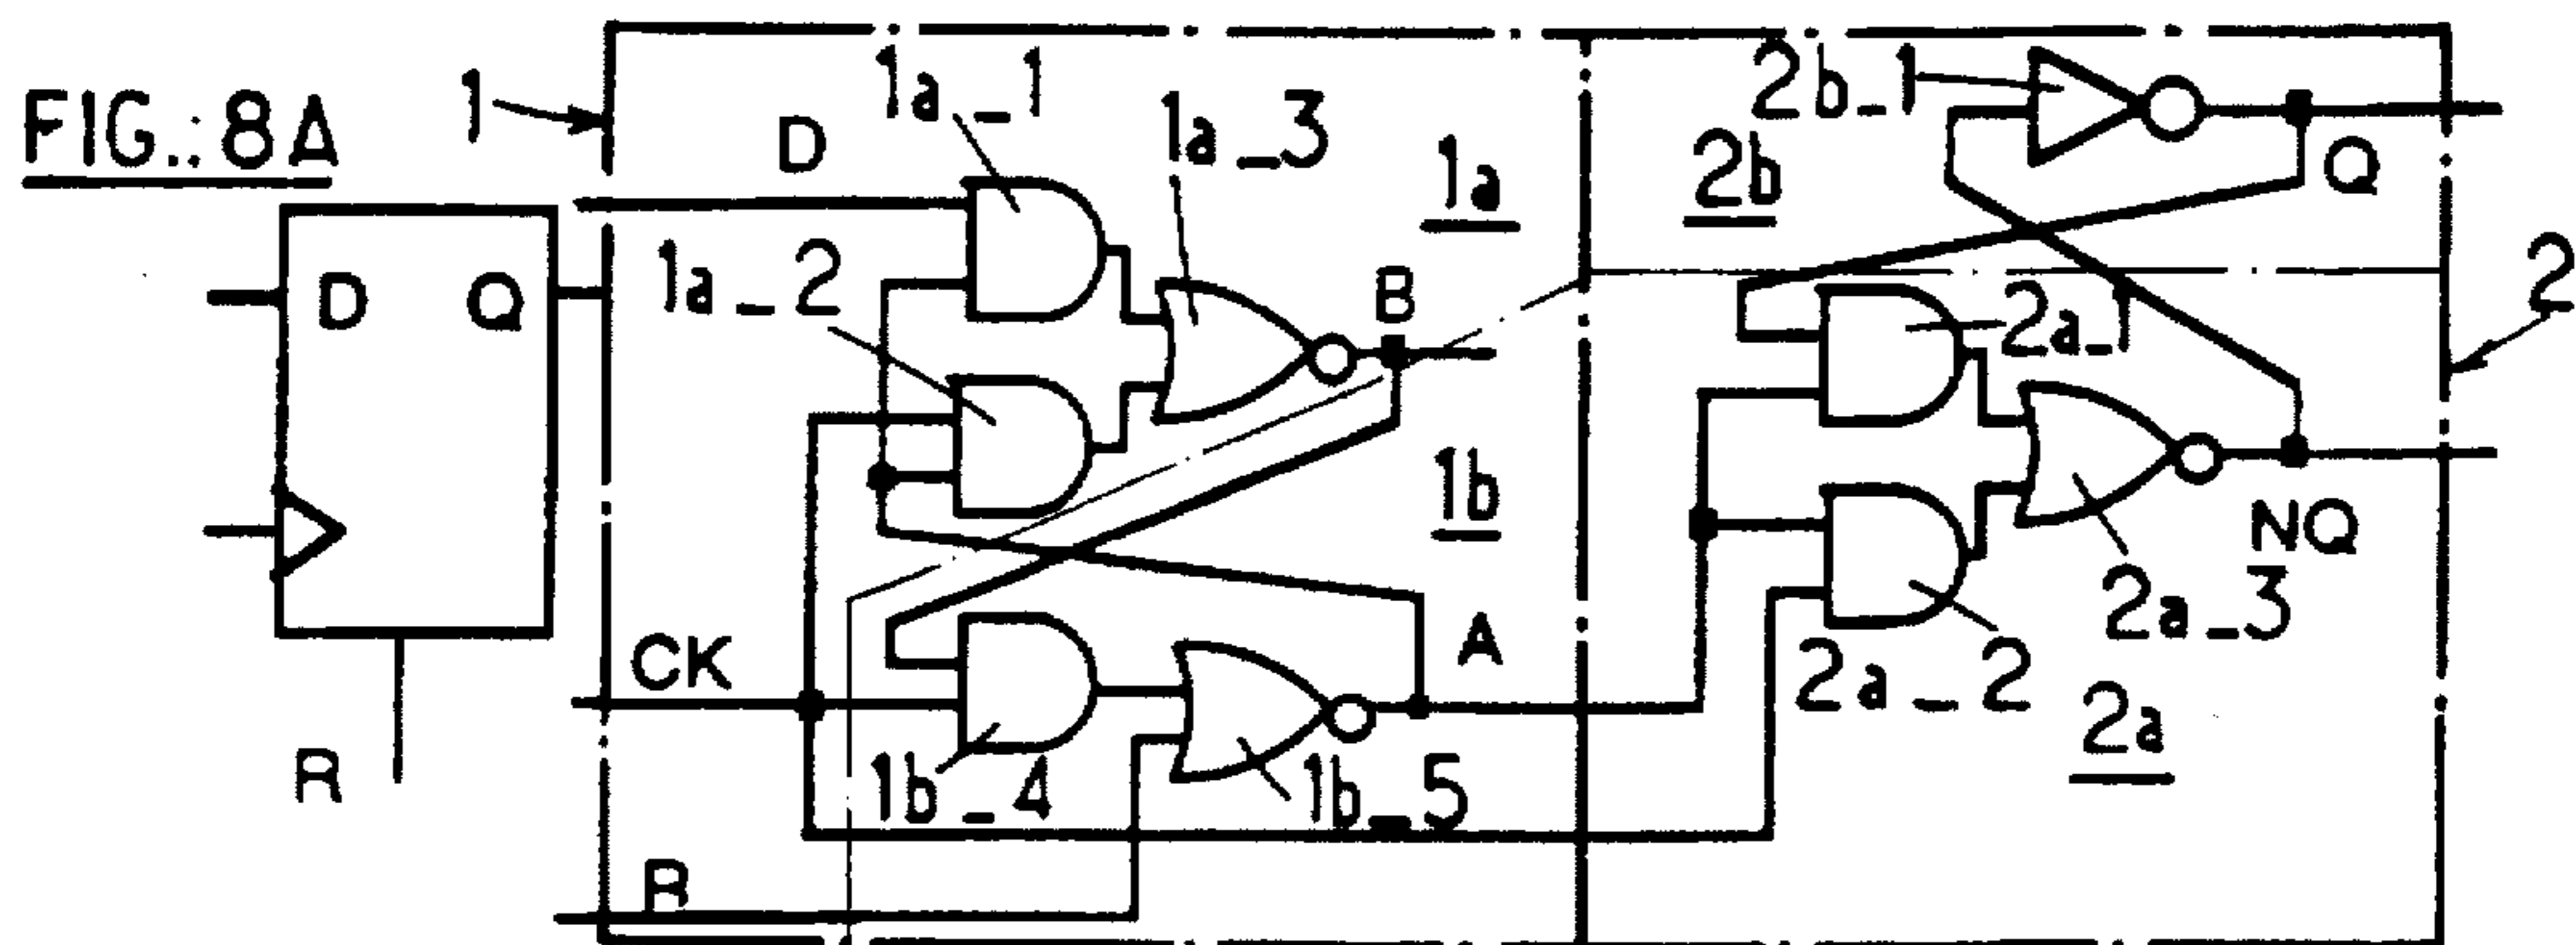 FIG.:8A
1
1a_1
D
1a_3
1a
1a_2
B
1b
D Q
CK
A
1b_4
1b_5
R
R
2b_1
2b
Q
2
2a_1
NQ
2a_3
2a_2
2a